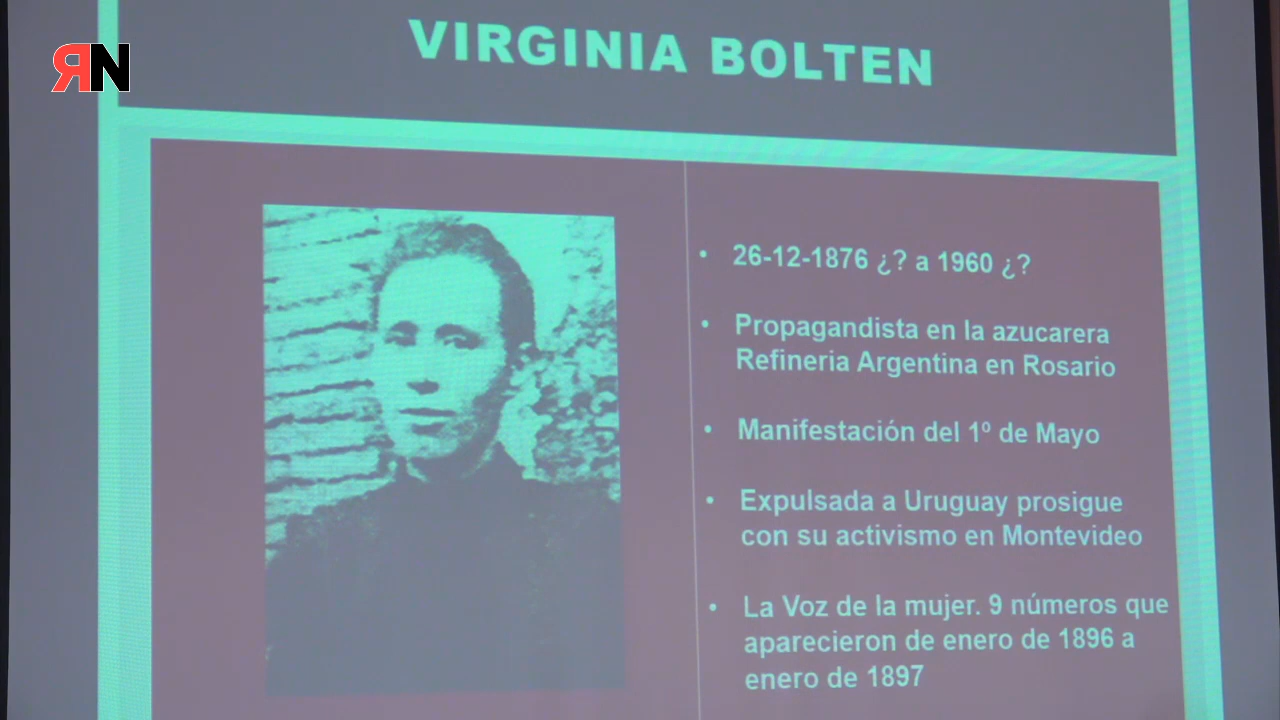 VIRGINIA BOLTEN
ЯN
• 26-12-1876 ¿? a 1960 ¿?
• Propagandista en la azucarera
Refineria Argentina en Rosario
• Manifestación del 1º de Mayo
• Expulsada a Uruguay prosigue
con su activismo en Montevideo
• La Voz de la mujer. 9 números que
aparecieron de enero de 1896 a
enero de 1897